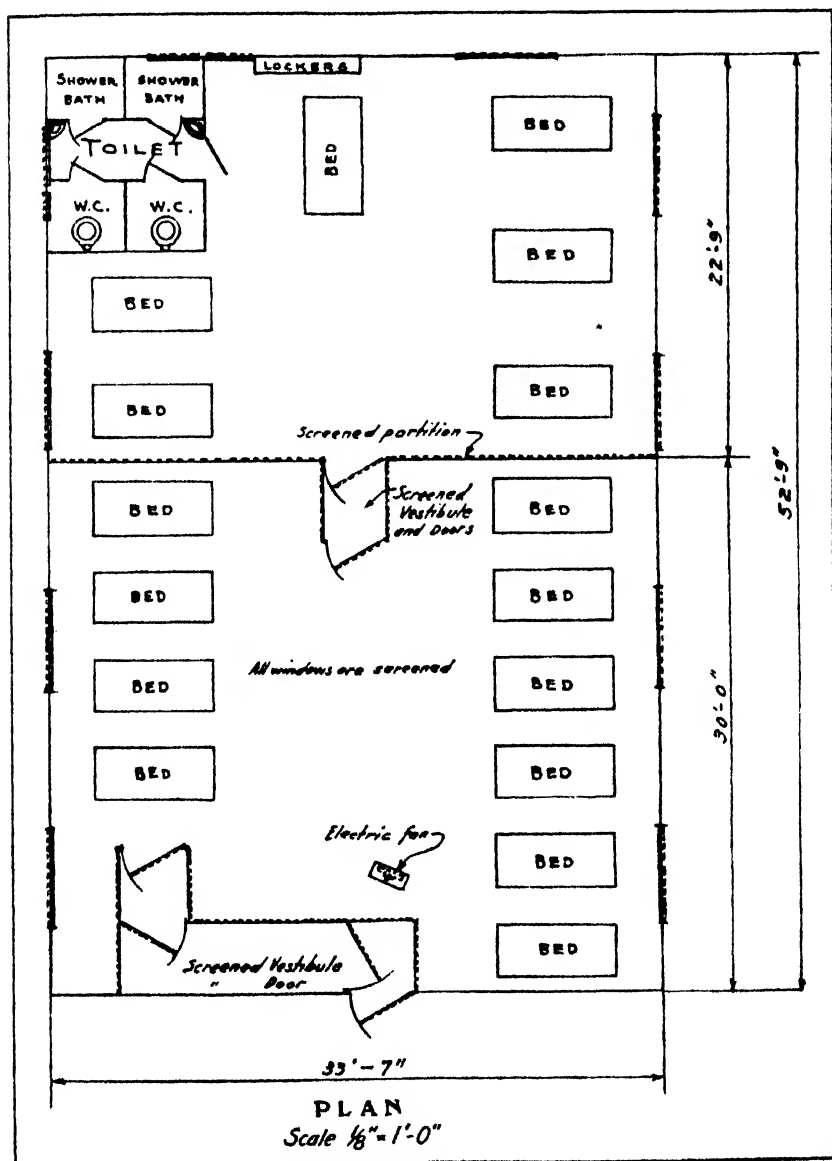 LOCKERS
SHOWER BATH
SHOWER BATH
TOILET
W.C.
W.C.
BED
BED
BED
BED
BED
BED
Screened partition
Screened Vestibule and Doors
22'-9"
52'-9"
30'-0"
BED
BED
BED
BED
BED
BED
BED
BED
BED
BED
All windows are screened
Electric fan
Screened Vestibule
" Door
33'-7"
PLAN
Scale 1/8" = 1'-0"